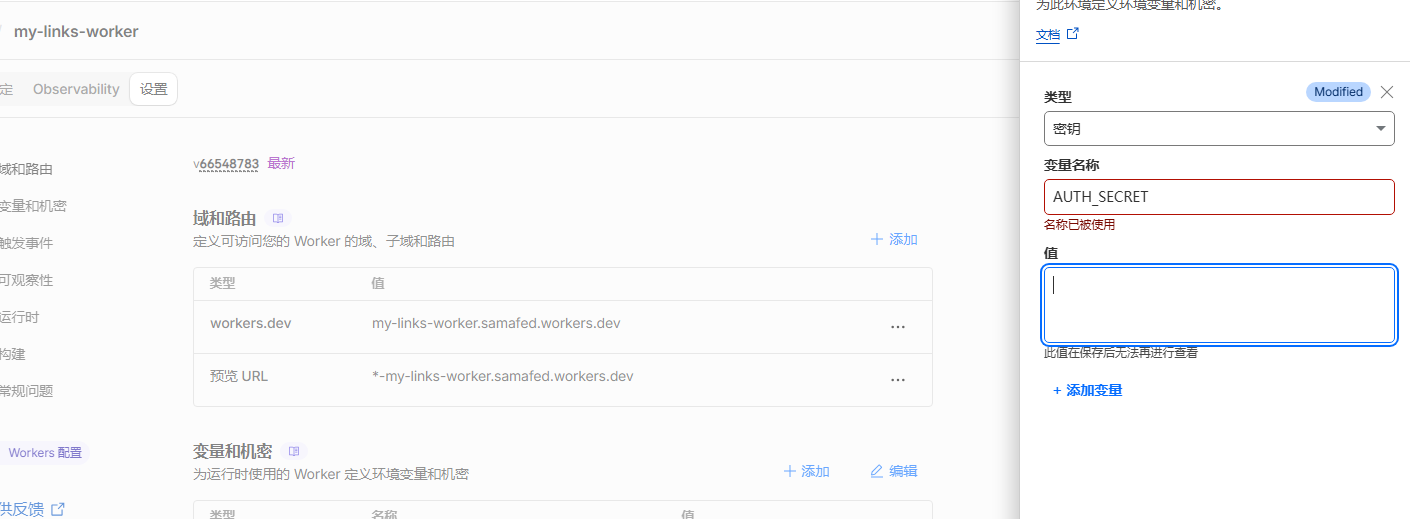 my-links-worker
定 Observability 设置
域和路由
变量和机密
触发事件
可观察性
运行时
构建
常规问题
Workers 配置
供反馈
v66548783 最新
域和路由
定义可访问您的 Worker 的域、子域和路由
+ 添加
类型 值
workers.dev my-links-worker.samafed.workers.dev ...
预览 URL *-my-links-worker.samafed.workers.dev ...
变量和机密
为运行时使用的 Worker 定义环境变量和机密
+ 添加 编辑
类型 名称 值
为此环境定义环境变量和机密。
文档
类型 Modified
密钥
变量名称
AUTH_SECRET
名称已被使用
值
此值在保存后无法再进行查看
+ 添加变量